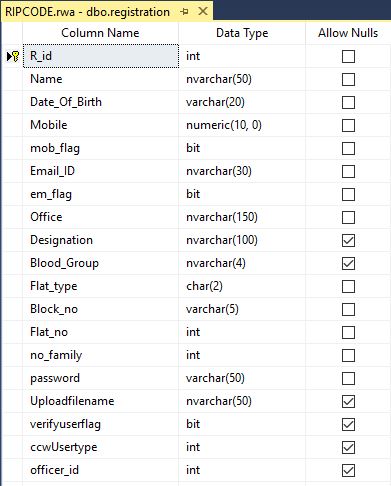 RIPCODE.rwa - dbo.registration
Column Name Data Type Allow Nulls
R_id int
Name nvarchar(50)
Date_Of_Birth varchar(20)
Mobile numeric(10, 0)
mob_flag bit
Email_ID nvarchar(30)
em_flag bit
Office nvarchar(150)
Designation nvarchar(100)
Blood_Group nvarchar(4)
Flat_type char(2)
Block_no varchar(5)
Flat_no int
no_family int
password varchar(50)
Uploadfilename nvarchar(50)
verifyuserflag bit
ccwUsertype int
officer_id int